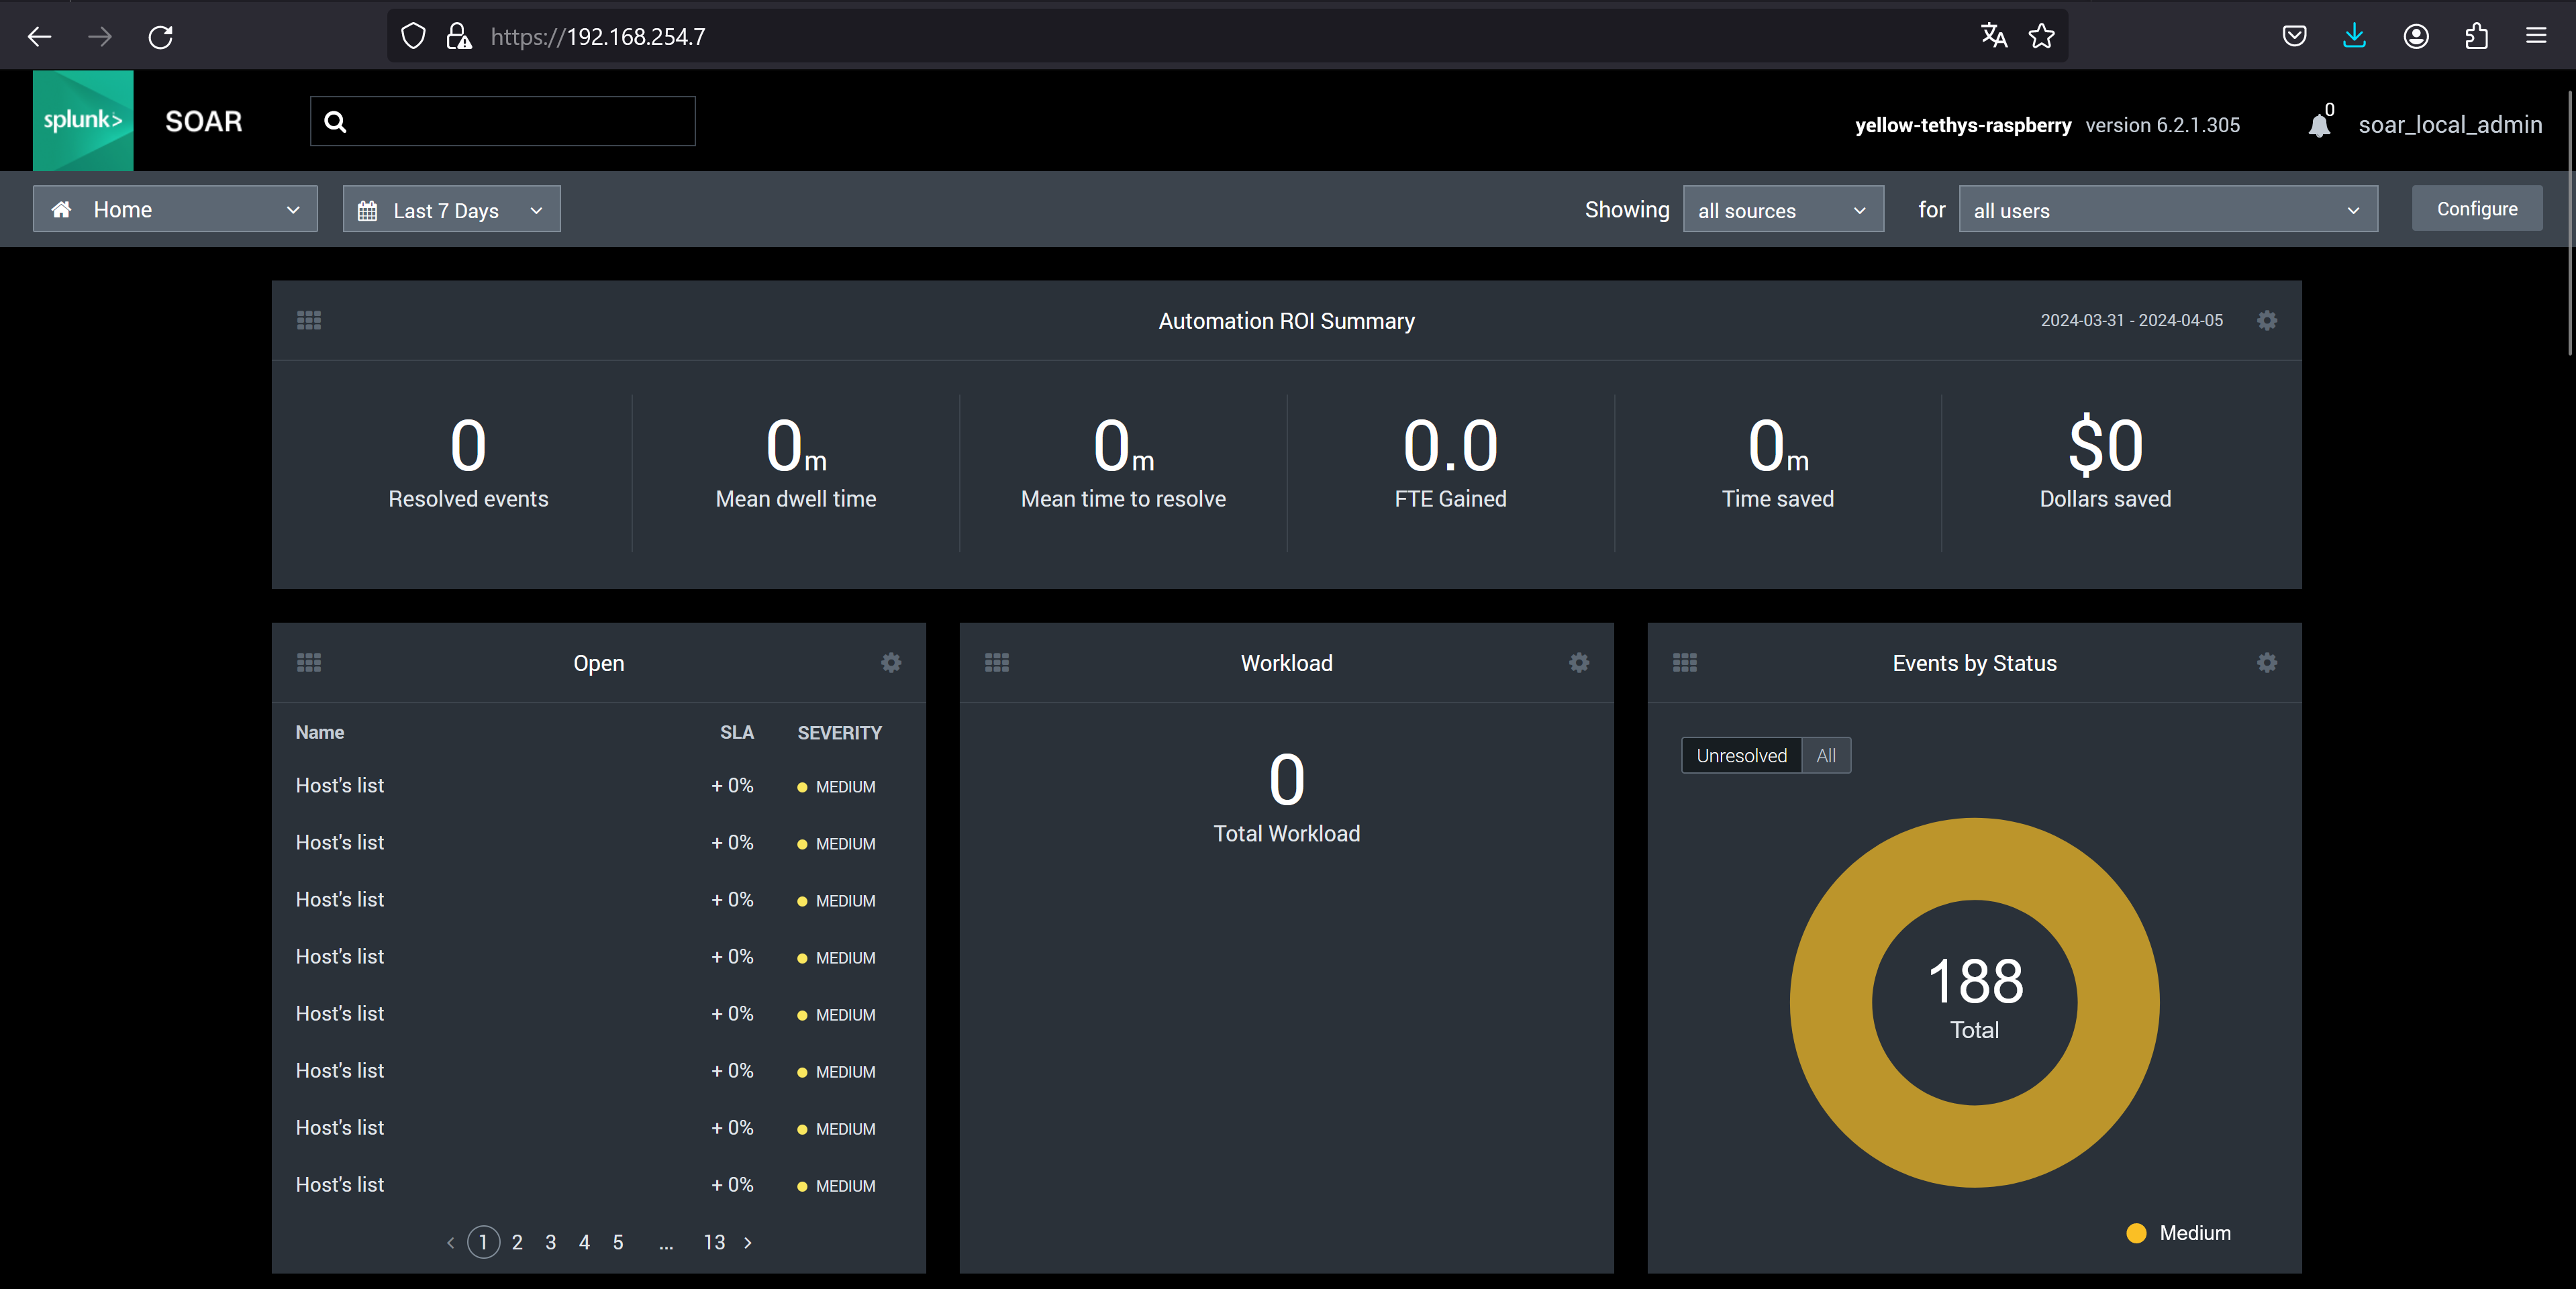 https://192.168.254.7
splunk> SOAR yellow-tethys-raspberry version 6.2.1.305 0 soar_local_admin
Home Last 7 Days Showing all sources for all users Configure
Automation ROI Summary 2024-03-31 - 2024-04-05
0 0m 0m 0.0 0m $0
Resolved events Mean dwell time Mean time to resolve FTE Gained Time saved Dollars saved
Open
Name SLA SEVERITY
Host's list + 0% MEDIUM
Host's list + 0% MEDIUM
Host's list + 0% MEDIUM
Host's list + 0% MEDIUM
Host's list + 0% MEDIUM
Host's list + 0% MEDIUM
Host's list + 0% MEDIUM
Host's list + 0% MEDIUM
< 1 2 3 4 5 ... 13 >
Workload
0
Total Workload
Events by Status
Unresolved All
188
Total
Medium